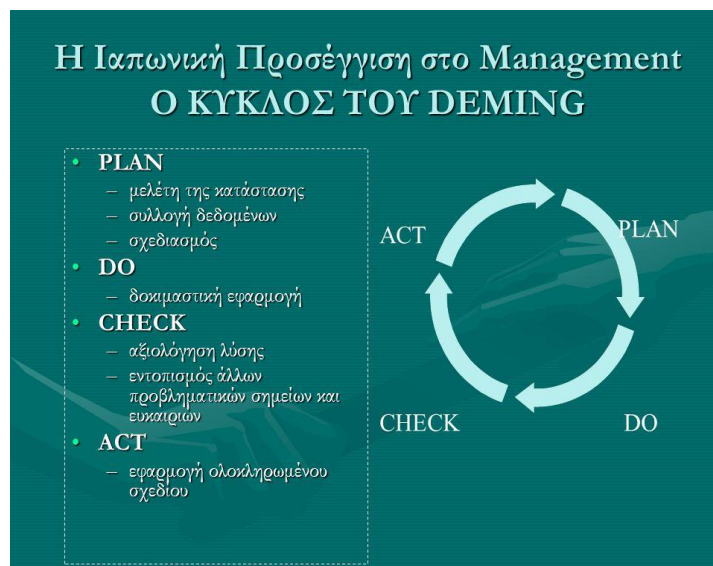 Η Ιαπωνική Προσέγγιση στο Management
Ο ΚΥΚΛΟΣ ΤΟΥ DEMING
• PLAN
– μελέτη της κατάστασης
– συλλογή δεδομένων
– σχεδιασμός
• DO
– δοκιμαστική εφαρμογή
• CHECK
– αξιολόγηση λύσης
– εντοπισμός άλλων
προβληματικών σημείων και
ευκαιριών
• ACT
– εφαρμογή ολοκληρωμένου
σχεδίου
ACT
PLAN
CHECK
DO